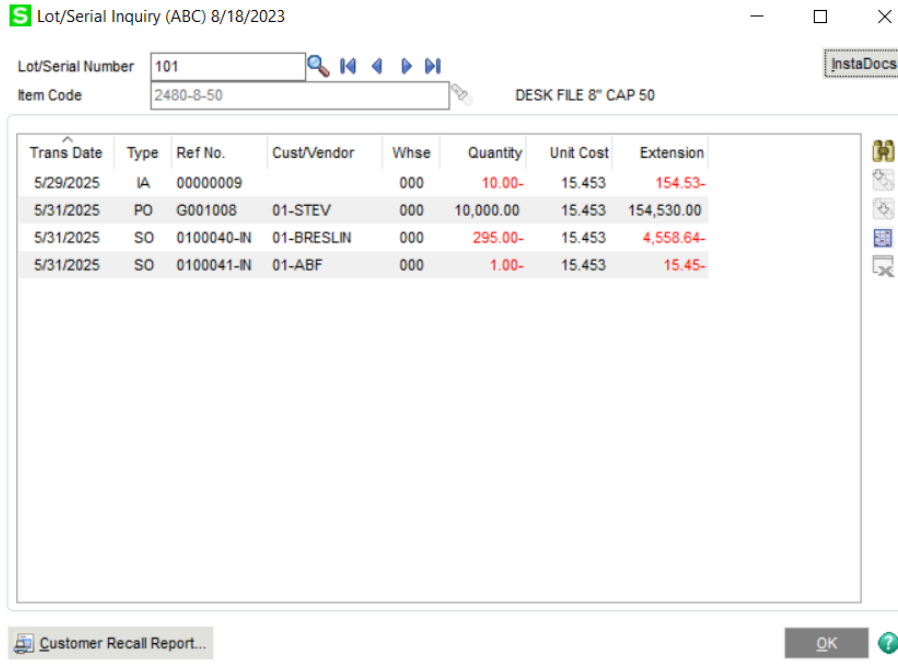 S Lot/Serial Inquiry (ABC) 8/18/2023
Lot/Serial Number 101 InstaDocs
Item Code 2480-8-50 DESK FILE 8" CAP 50
Trans Date Type Ref No. Cust/Vendor Whse Quantity Unit Cost Extension
5/29/2025 IA 00000009 000 10.00- 15.453 154.53-
5/31/2025 PO G001008 01-STEV 000 10,000.00 15.453 154,530.00
5/31/2025 SO 0100040-IN 01-BRESLIN 000 295.00- 15.453 4,558.64-
5/31/2025 SO 0100041-IN 01-ABF 000 1.00- 15.453 15.45-
Customer Recall Report... OK ?